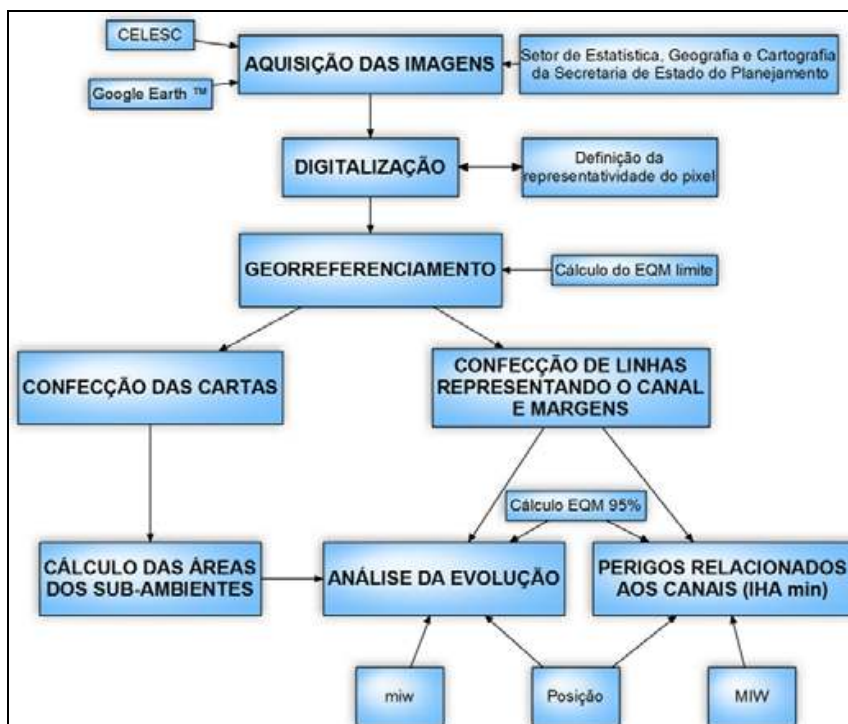 CELESC
AQUISIÇÃO DAS IMAGENS
Setor de Estatística, Geografia e Cartografia
da Secretaria de Estado do Planejamento
Google Earth ™
DIGITALIZAÇÃO
Definição da
representatividade do pixel
GEORREFERENCIAMENTO
Cálculo do EQM limite
CONFECÇÃO DAS CARTAS
CONFECÇÃO DE LINHAS
REPRESENTANDO O CANAL
E MARGENS
Cálculo EQM 95%
CÁLCULO DAS ÁREAS
DOS SUB-AMBIENTES
ANÁLISE DA EVOLUÇÃO
PERIGOS RELACIONADOS
AOS CANAIS (IHA min)
miw
Posição
MIW